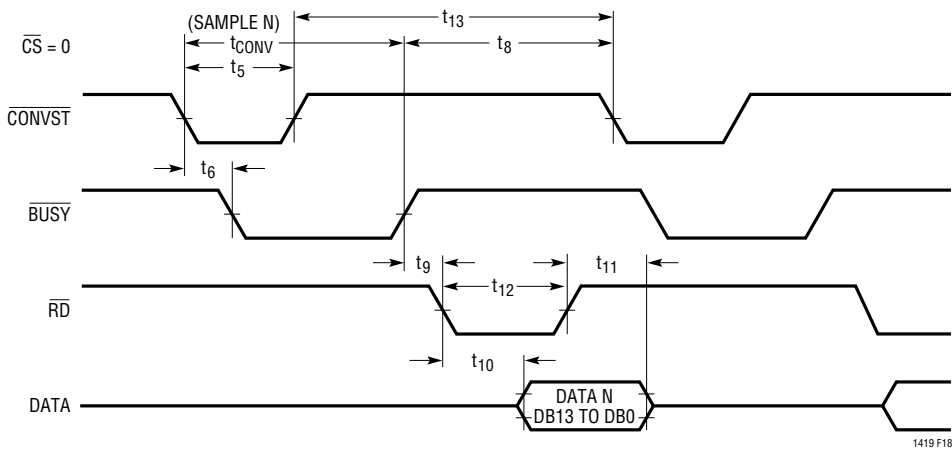 (SAMPLE N)
t13
CS = 0
tCONV
t8
t5
CONVST
t6
BUSY
t9
t11
t12
RD
t10
DATA
DATA N
DB13 TO DB0
1419 F18